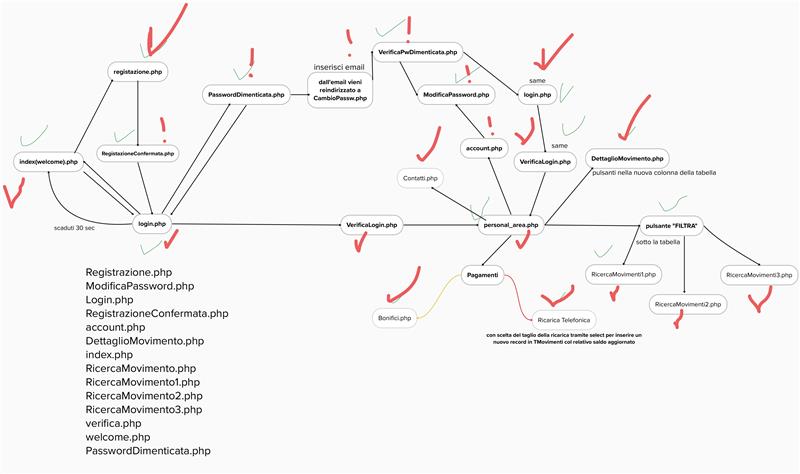 registazione.php
RegistazioneConfermata.php
index(welcome).php
scaduti 30 sec
login.php
PasswordDimenticata.php
inserisci email
dall'email vieni
reindirizzato a
CambioPassw.php
VerificaPwDimenticata.php
ModificaPassword.php
same
login.php
account.php
same
VerificaLogin.php
DettaglioMovimento.php
pulsanti nella nuova colonna della tabella
Contatti.php
VerificaLogin.php
personal_area.php
pulsante "FILTRA"
sotto la tabella
RicercaMovimenti1.php
RicercaMovimenti2.php
RicercaMovimenti3.php
Pagamenti
Bonifici.php
Ricarica Telefonica
con scelta del taglio della ricarica tramite select per inserire un
nuovo record in TMovimenti col relativo saldo aggiornato
Registrazione.php
ModificaPassword.php
Login.php
RegistrazioneConfermata.php
account.php
DettaglioMovimento.php
index.php
RicercaMovimento.php
RicercaMovimento1.php
RicercaMovimento2.php
RicercaMovimento3.php
verifica.php
welcome.php
PasswordDimenticata.php